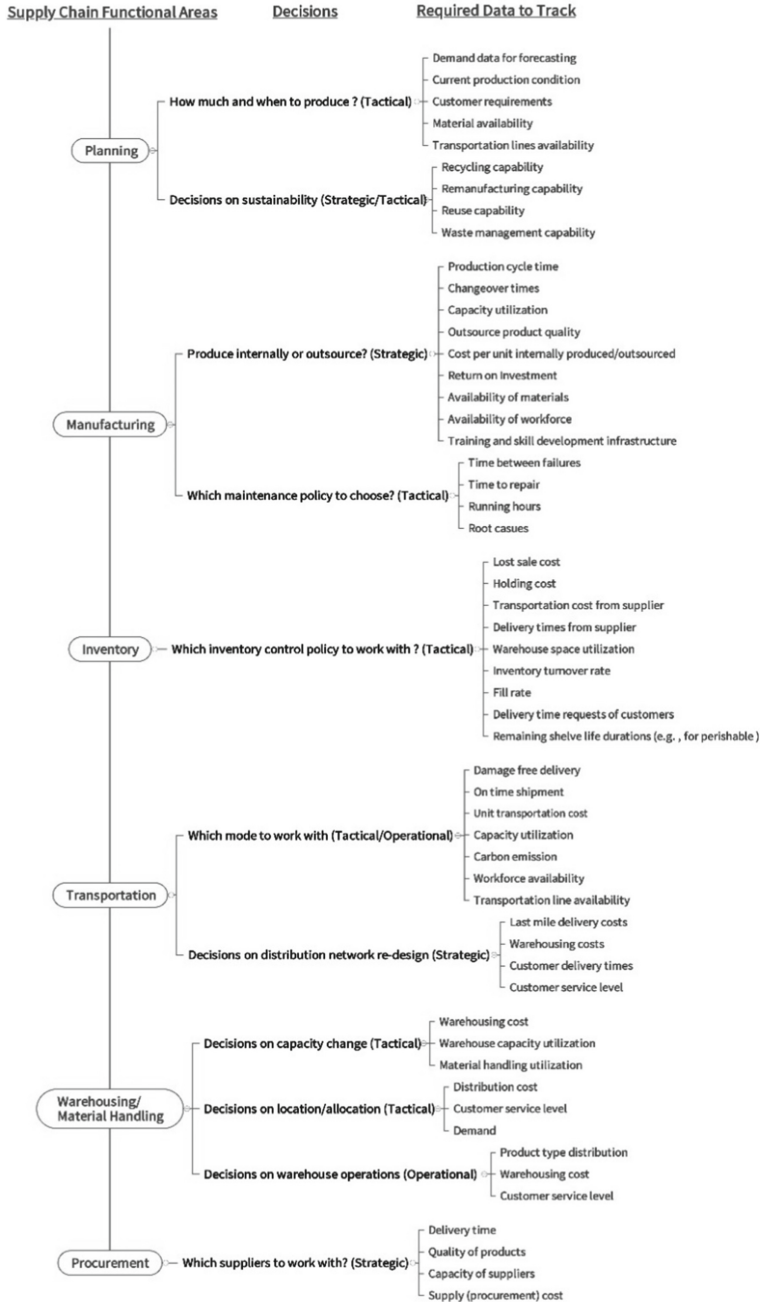 Supply Chain Functional Areas
Decisions
Required Data to Track
Planning
How much and when to produce ? (Tactical)
Demand data for forecasting
Current production condition
Customer requirements
Material availability
Transportation lines availability
Decisions on sustainability (Strategic/Tactical)
Recycling capability
Remanufacturing capability
Reuse capability
Waste management capability
Manufacturing
Produce internally or outsource? (Strategic)
Production cycle time
Changeover times
Capacity utilization
Outsource product quality
Cost per unit internally produced/outsourced
Return on Investment
Availability of materials
Availability of workforce
Training and skill development infrastructure
Which maintenance policy to choose? (Tactical)
Time between failures
Time to repair
Running hours
Root casues
Inventory
Which inventory control policy to work with ? (Tactical)
Lost sale cost
Holding cost
Transportation cost from supplier
Delivery times from supplier
Warehouse space utilization
Inventory turnover rate
Fill rate
Delivery time requests of customers
Remaining shelve life durations (e.g. , for perishable )
Transportation
Which mode to work with (Tactical/Operational)
Damage free delivery
On time shipment
Unit transportation cost
Capacity utilization
Carbon emission
Workforce availability
Transportation line availability
Decisions on distribution network re-design (Strategic)
Last mile delivery costs
Warehousing costs
Customer delivery times
Customer service level
Warehousing/
Material Handling
Decisions on capacity change (Tactical)
Warehousing cost
Warehouse capacity utilization
Material handling utilization
Decisions on location/allocation (Tactical)
Distribution cost
Customer service level
Demand
Decisions on warehouse operations (Operational)
Product type distribution
Warehousing cost
Customer service level
Procurement
Which suppliers to work with? (Strategic)
Delivery time
Quality of products
Capacity of suppliers
Supply (procurement) cost